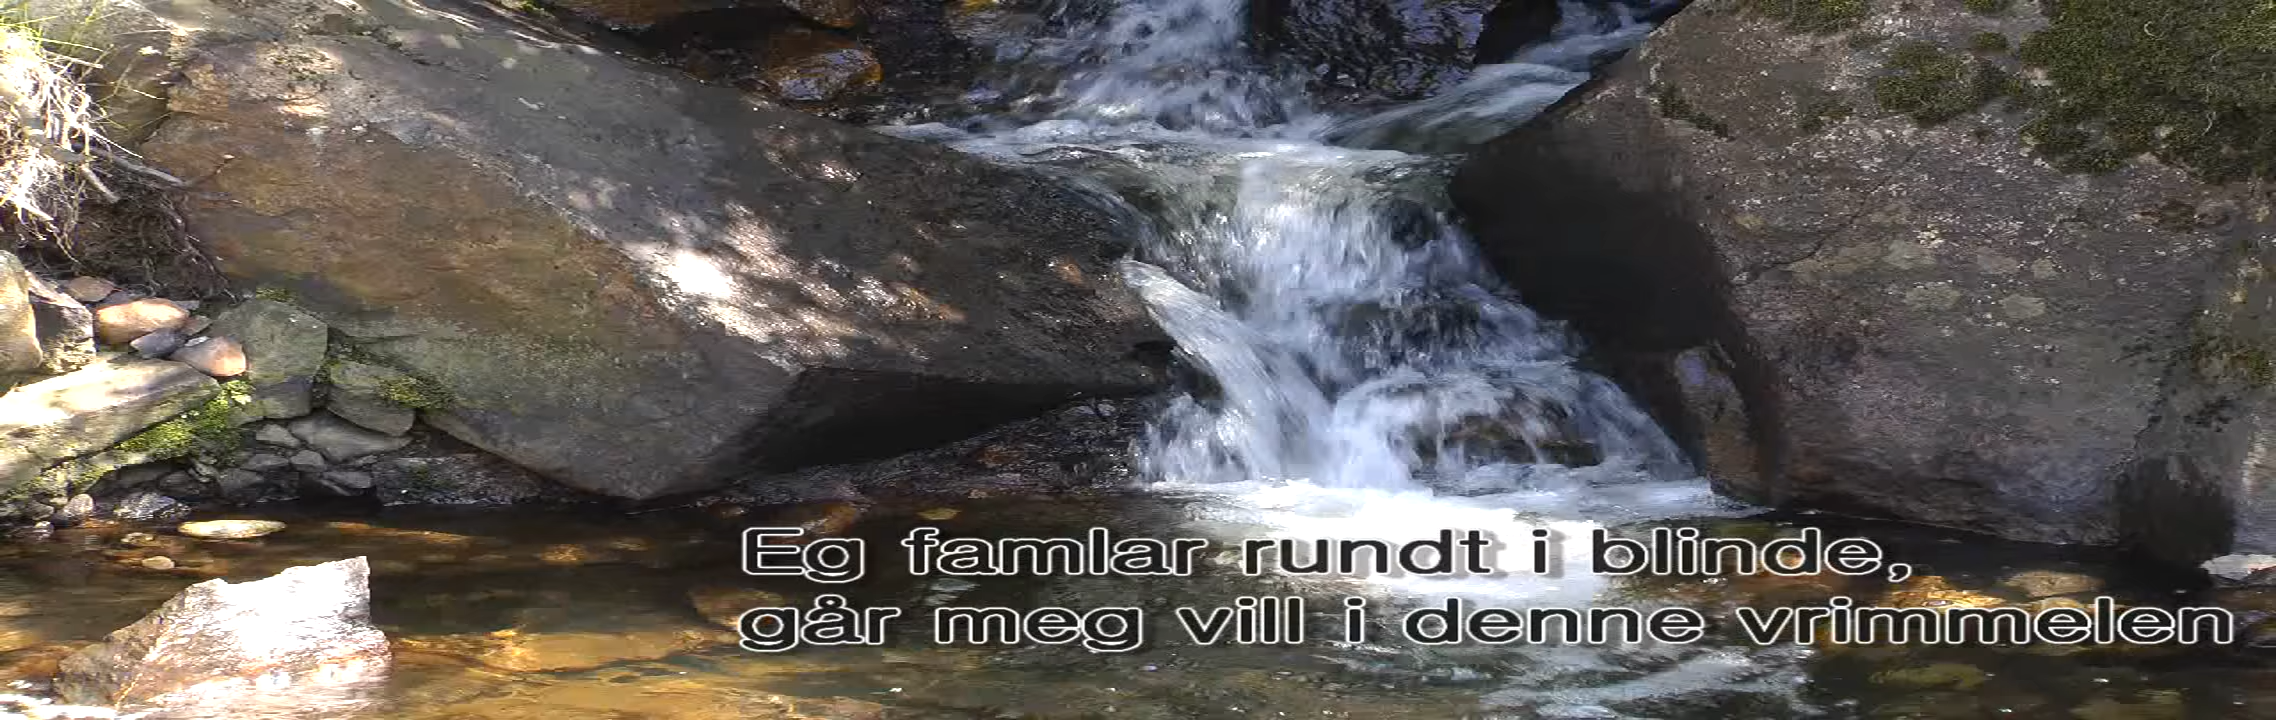 Eg famlar rundt i blinde,
går meg vill i denne vrimmelen